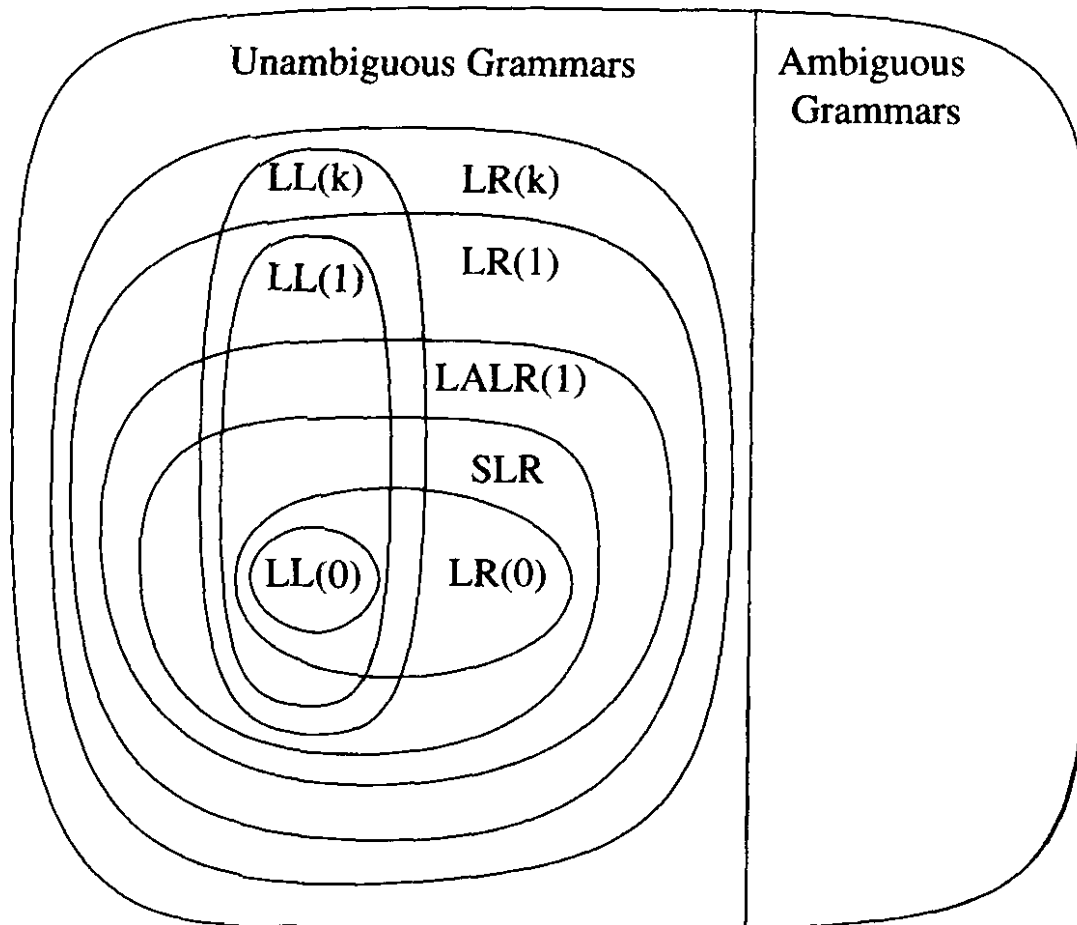 Unambiguous Grammars
Ambiguous
Grammars
LL(k)
LR(k)
LL(1)
LR(1)
LALR(1)
SLR
LL(0)
LR(0)